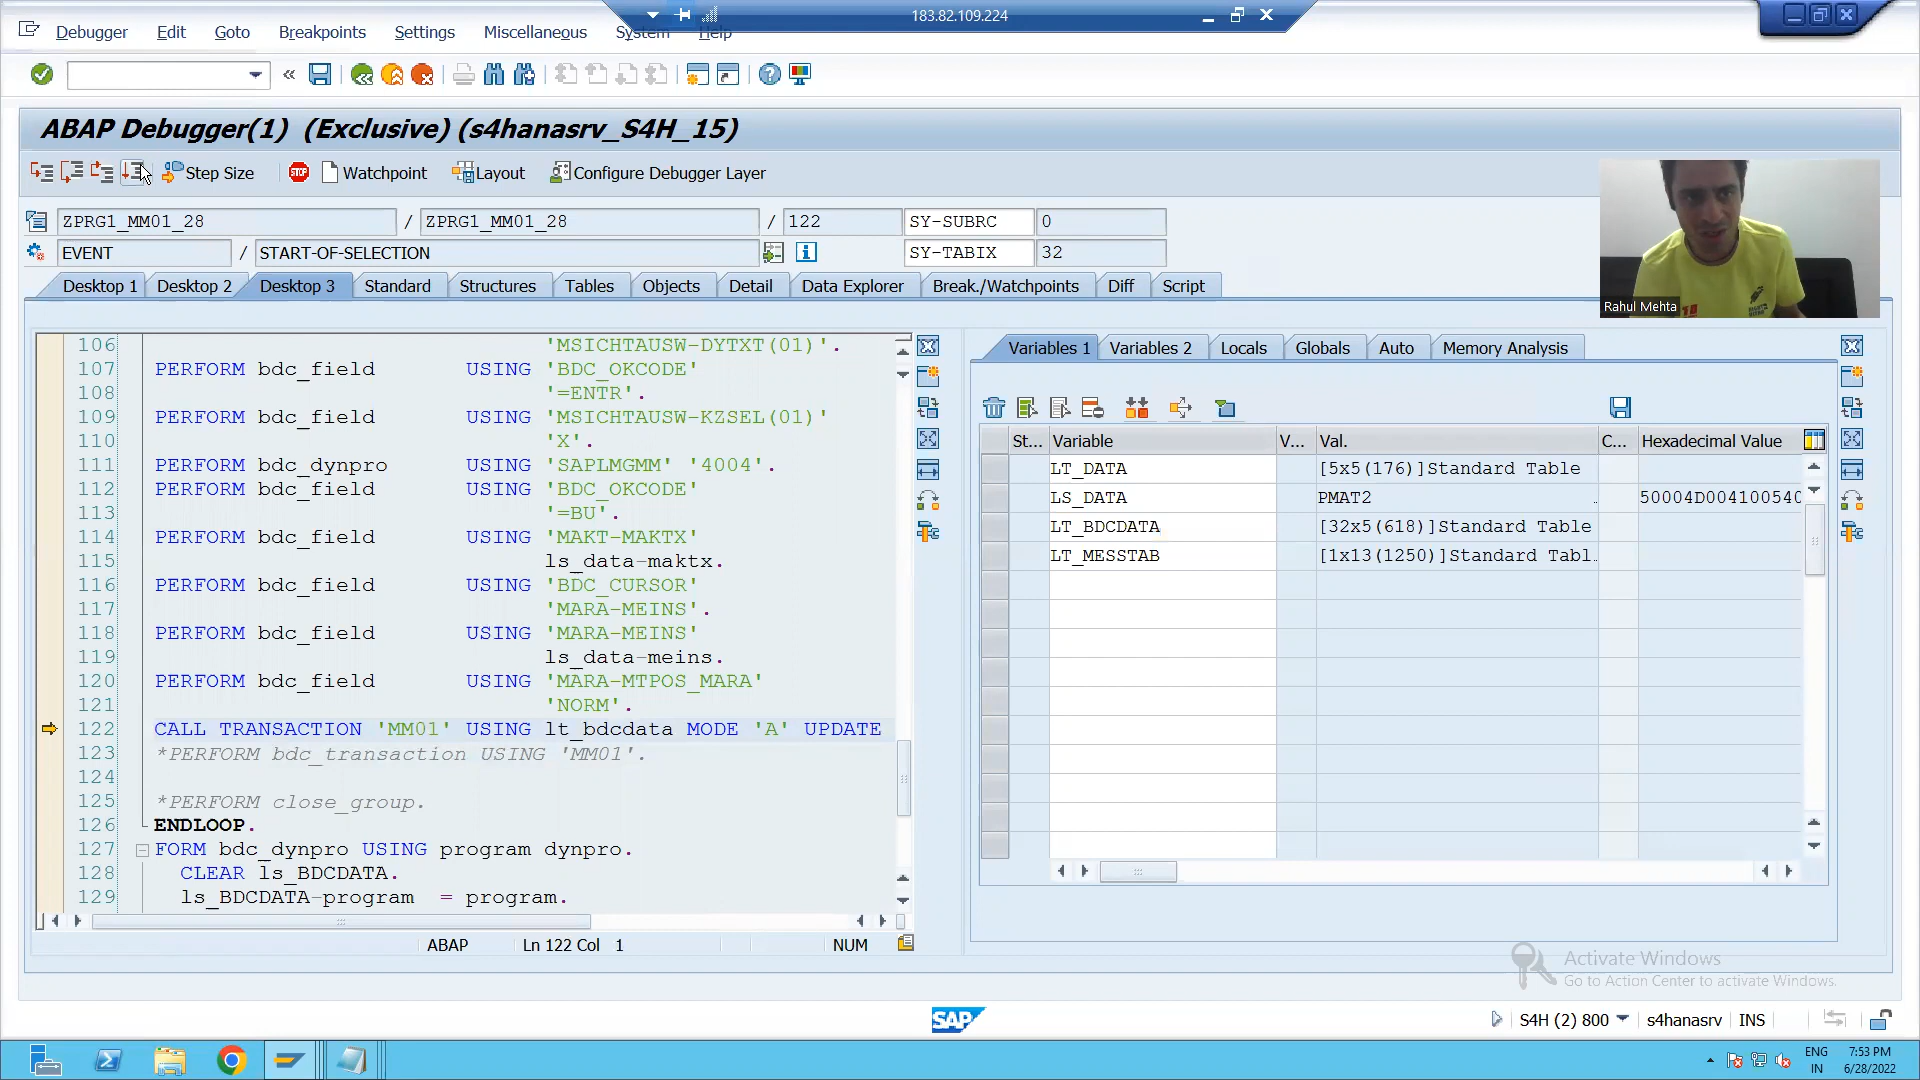 183.82.109.224
Debugger Edit Goto Breakpoints Settings Miscellaneous System Help
ABAP Debugger(1) (Exclusive) (s4hanasrv_S4H_15)
Step Size STOP Watchpoint Layout Configure Debugger Layer
ZPRG1_MM01_28 / ZPRG1_MM01_28 / 122 SY-SUBRC 0
EVENT / START-OF-SELECTION SY-TABIX 32
Rahul Mehta
Desktop 1 Desktop 2 Desktop 3 Standard Structures Tables Objects Detail Data Explorer Break./Watchpoints Diff Script
Variables 1 Variables 2 Locals Globals Auto Memory Analysis
St... Variable V... Val. C... Hexadecimal Value
LT_DATA [5x5(176)]Standard Table
LS_DATA PMAT2 50004D0041005400
LT_BDCDATA [32x5(618)]Standard Table
LT_MESSTAB [1x13(1250)]Standard Tabl.
106 'MSICHTAUSW-DYTXT(01)'.
107 PERFORM bdc_field USING 'BDC_OKCODE'
108 '=ENTR'.
109 PERFORM bdc_field USING 'MSICHTAUSW-KZSEL(01)'
110 'X'.
111 PERFORM bdc_dynpro USING 'SAPLMGMM' '4004'.
112 PERFORM bdc_field USING 'BDC_OKCODE'
113 '=BU'.
114 PERFORM bdc_field USING 'MAKT-MAKTX'
115 ls_data-maktx.
116 PERFORM bdc_field USING 'BDC_CURSOR'
117 'MARA-MEINS'.
118 PERFORM bdc_field USING 'MARA-MEINS'
119 ls_data-meins.
120 PERFORM bdc_field USING 'MARA-MTPOS_MARA'
121 'NORM'.
122 CALL TRANSACTION 'MM01' USING lt_bdcdata MODE 'A' UPDATE
123 *PERFORM bdc_transaction USING 'MM01'.
124
125 *PERFORM close_group.
126 ENDLOOP.
127 FORM bdc_dynpro USING program dynpro.
128 CLEAR ls_BDCDATA.
129 ls_BDCDATA-program = program.
ABAP Ln 122 Col 1 NUM
Activate Windows
Go to Action Center to activate Windows.
SAP S4H (2) 800 s4hanasrv INS
ENG 7:53 PM
IN 6/28/2022